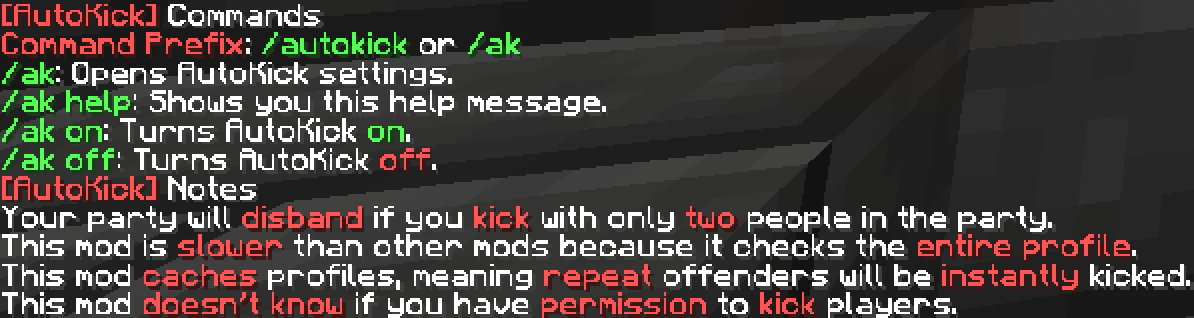 [AutoKick] Commands
Command Prefix: /autokick or /ak
/ak: Opens AutoKick settings.
/ak help: Shows you this help message.
/ak on: Turns AutoKick on.
/ak off: Turns AutoKick off.
[AutoKick] Notes
Your party will disband if you kick with only two people in the party.
This mod is slower than other mods because it checks the entire profile.
This mod caches profiles, meaning repeat offenders will be instantly kicked.
This mod doesn't know if you have permission to kick players.